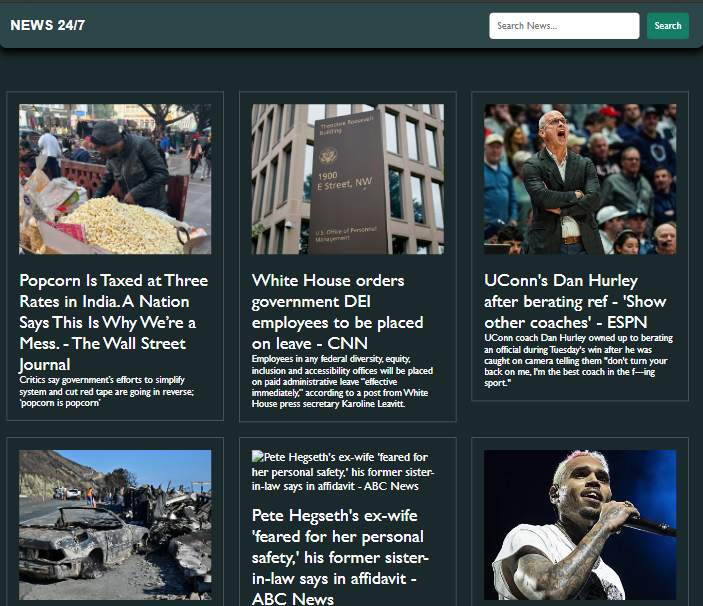 NEWS 24/7
Search News...
Search
Popcorn Is Taxed at Three
Rates in India. A Nation
Says This Is Why We're a
Mess. - The Wall Street
Journal
Critics say government's efforts to simplify
system and cut red tape are going in reverse;
'popcorn is popcorn'
Theodore Roosevelt
Building
1900
E Street, NW
U.S. Office of Personnel
Management
White House orders
government DEI
employees to be placed
on leave - CNN
Employees in any federal diversity, equity,
inclusion and accessibility offices will be placed
on paid administrative leave "effective
immediately," according to a post from White
House press secretary Karoline Leavitt.
UConn's Dan Hurley
after berating ref - 'Show
other coaches' - ESPN
UConn coach Dan Hurley owned up to berating
an official during Tuesday's win after he was
caught on camera telling them "don't turn your
back on me, I'm the best coach in the f---ing
sport."
Pete Hegseth's ex-wife 'feared for
her personal safety,' his former sister-
in-law says in affidavit - ABC News
Pete Hegseth's ex-wife
'feared for her personal
safety,' his former sister-
in-law says in affidavit -
ABC News